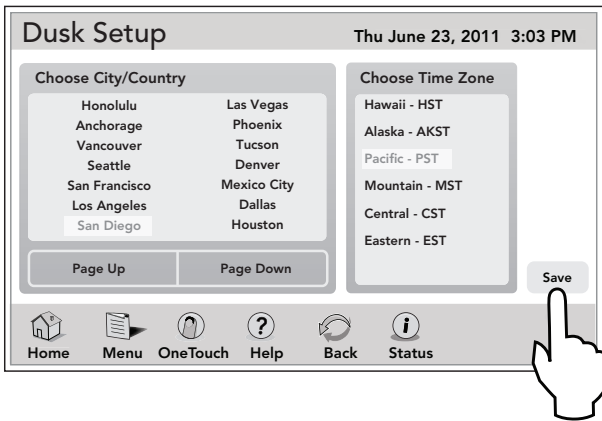 Dusk Setup
Thu June 23, 2011 3:03 PM
Choose City/Country
Honolulu
Anchorage
Vancouver
Seattle
San Francisco
Los Angeles
San Diego
Las Vegas
Phoenix
Tucson
Denver
Mexico City
Dallas
Houston
Page Up
Page Down
Choose Time Zone
Hawaii - HST
Alaska - AKST
Pacific - PST
Mountain - MST
Central - CST
Eastern - EST
Save
Home Menu OneTouch Help Back Status